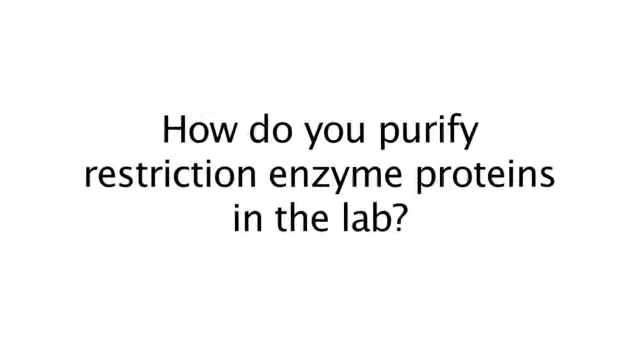 How do you purify
restriction enzyme proteins
in the lab?